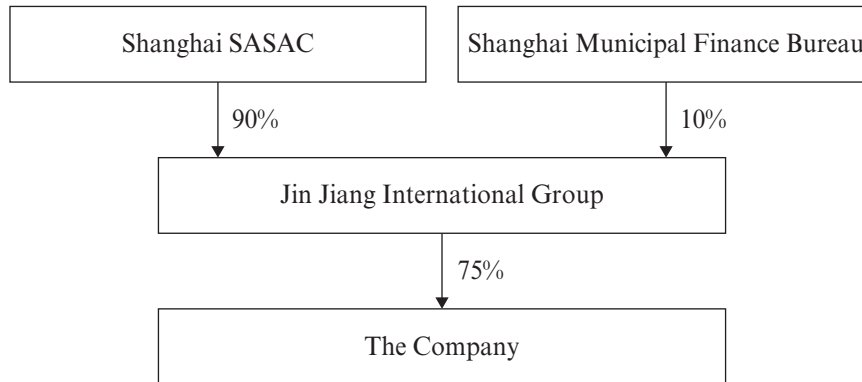 Shanghai SASAC
Shanghai Municipal Finance Bureau
90%
10%
Jin Jiang International Group
75%
The Company